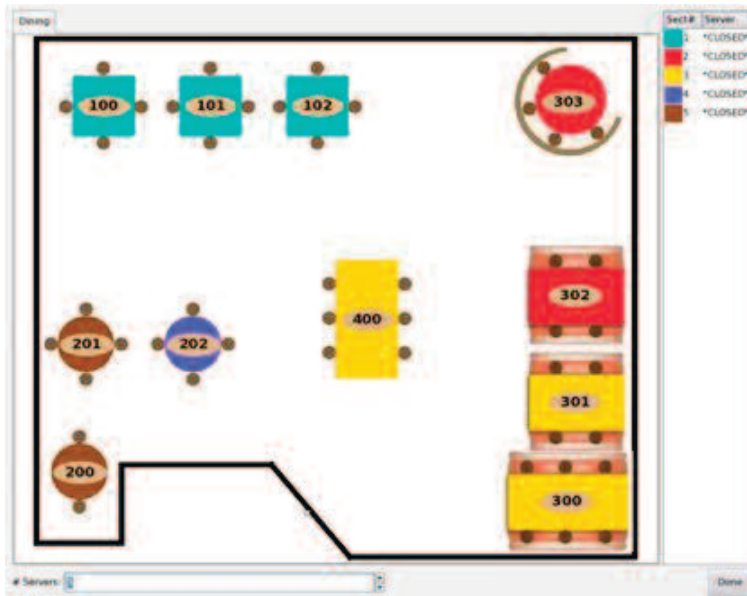 Dining
Sect# Server
1 *CLOSED*
2 *CLOSED*
3 *CLOSED*
4 *CLOSED*
5 *CLOSED*
100 101 102 303
302
400
201 202
301
200
300
# Servers:
Done